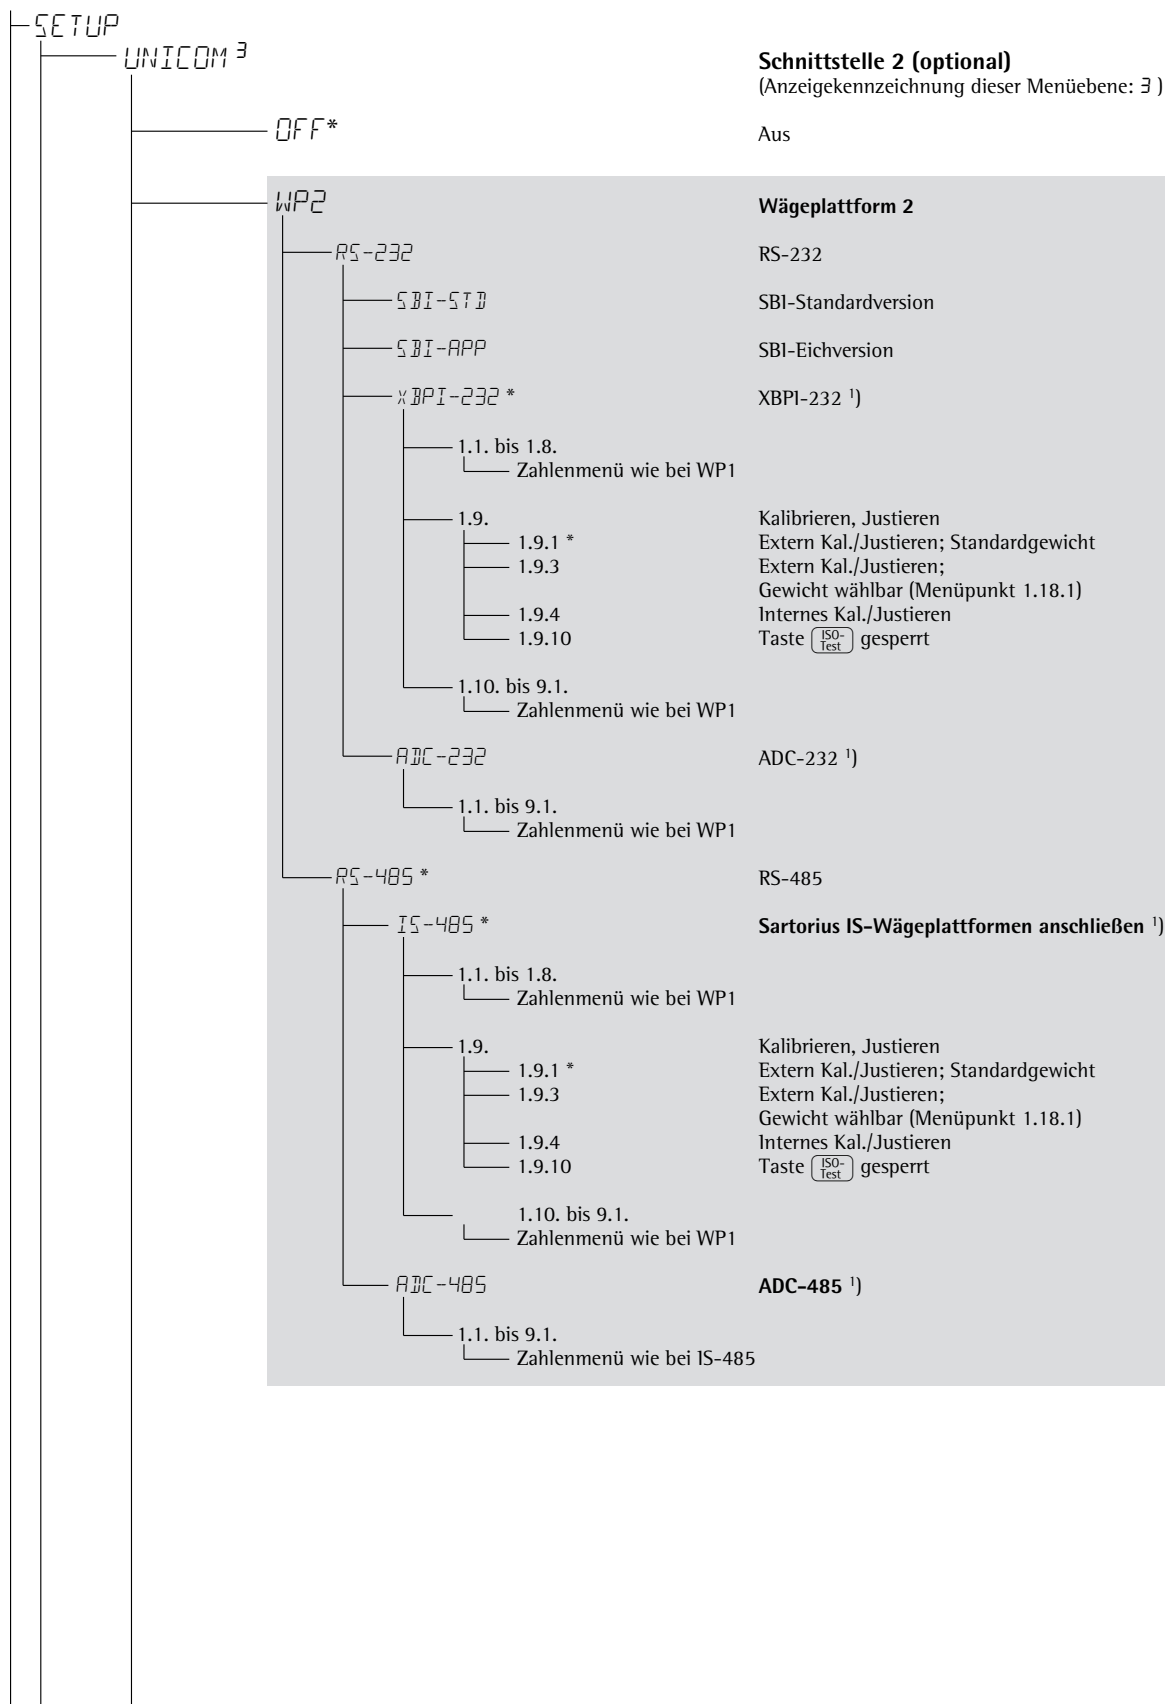 SETUP
UNICOM 3 Schnittstelle 2 (optional)
(Anzeigekennzeichnung dieser Menüebene: 3 )
OFF* Aus
WP2 Wägeplattform 2
RS-232 RS-232
SBI-STD SBI-Standardversion
SBI-APP SBI-Eichversion
XBPI-232 * XBPI-232 ¹)
1.1. bis 1.8.
Zahlenmenü wie bei WP1
1.9. Kalibrieren, Justieren
1.9.1 * Extern Kal./Justieren; Standardgewicht
1.9.3 Extern Kal./Justieren;
Gewicht wählbar (Menüpunkt 1.18.1)
1.9.4 Internes Kal./Justieren
1.9.10 Taste ISO-Test gesperrt
1.10. bis 9.1.
Zahlenmenü wie bei WP1
ADC-232 ADC-232 ¹)
1.1. bis 9.1.
Zahlenmenü wie bei WP1
RS-485 * RS-485
IS-485 * Sartorius IS-Wägeplattformen anschließen ¹)
1.1. bis 1.8.
Zahlenmenü wie bei WP1
1.9. Kalibrieren, Justieren
1.9.1 * Extern Kal./Justieren; Standardgewicht
1.9.3 Extern Kal./Justieren;
Gewicht wählbar (Menüpunkt 1.18.1)
1.9.4 Internes Kal./Justieren
1.9.10 Taste ISO-Test gesperrt
1.10. bis 9.1.
Zahlenmenü wie bei WP1
ADC-485 ADC-485 ¹)
1.1. bis 9.1.
Zahlenmenü wie bei IS-485